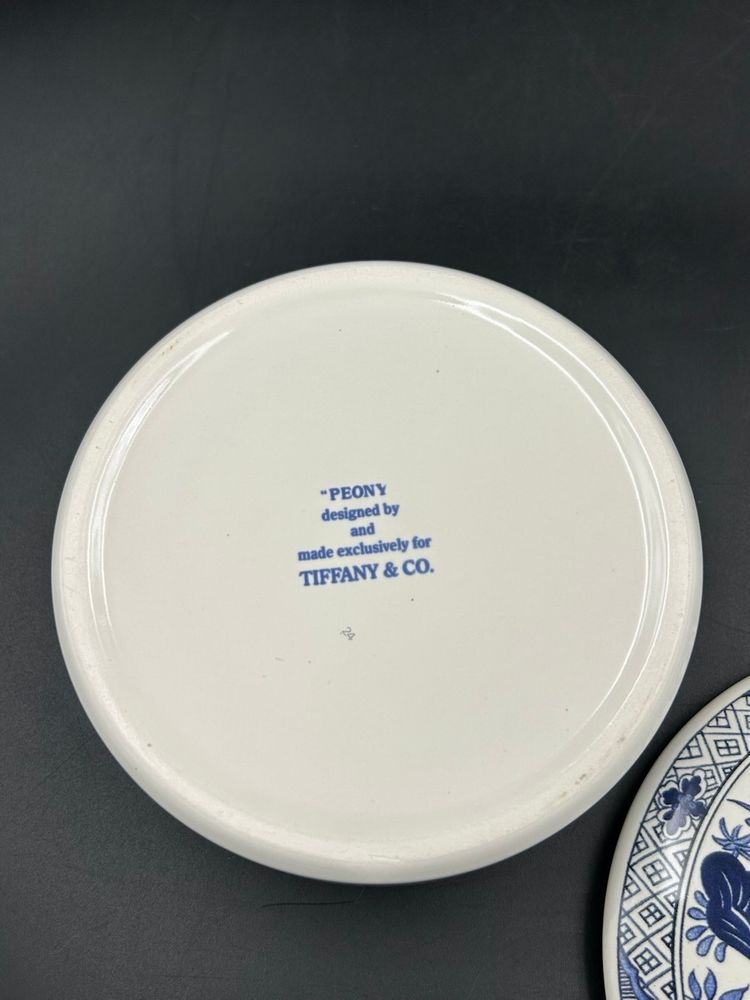 "PEONY
designed by
and
made exclusively for
TIFFANY & CO.